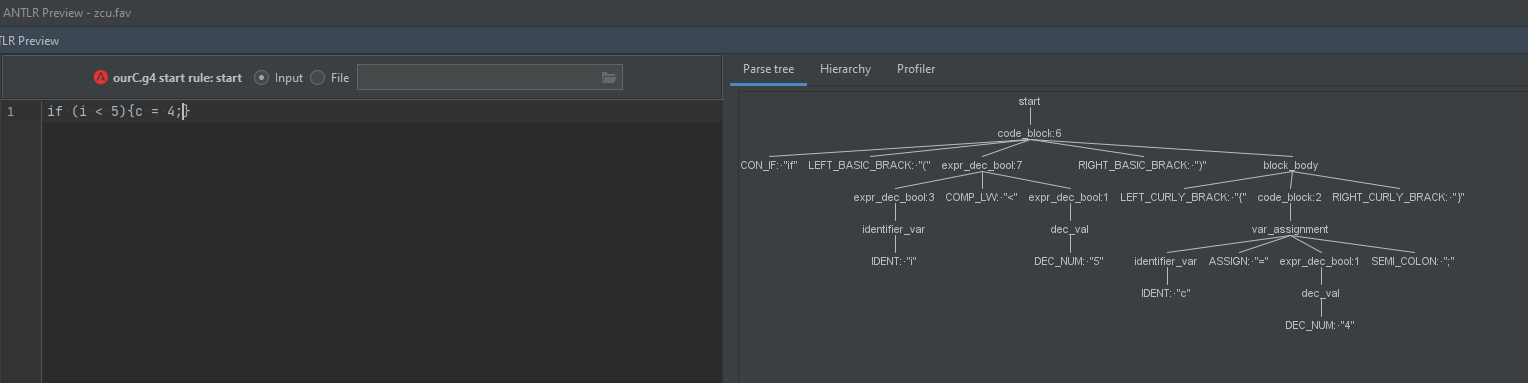 ANTLR Preview - zcu.fav
TLR Preview
ourC.g4 start rule: start Input File
1 if (i < 5){c = 4;}
Parse tree Hierarchy Profiler
start
code_block:6
CON_IF: "if" LEFT_BASIC_BRACK: "(" expr_dec_bool:7 RIGHT_BASIC_BRACK: ")" block_body
expr_dec_bool:3 COMP_LW: "<" expr_dec_bool:1 LEFT_CURLY_BRACK: "{" code_block:2 RIGHT_CURLY_BRACK: "}"
identifier_var dec_val var_assignment
IDENT: "i" DEC_NUM: "5" identifier_var ASSIGN: "=" expr_dec_bool:1 SEMI_COLON: ";"
IDENT: "c" dec_val
DEC_NUM: "4"